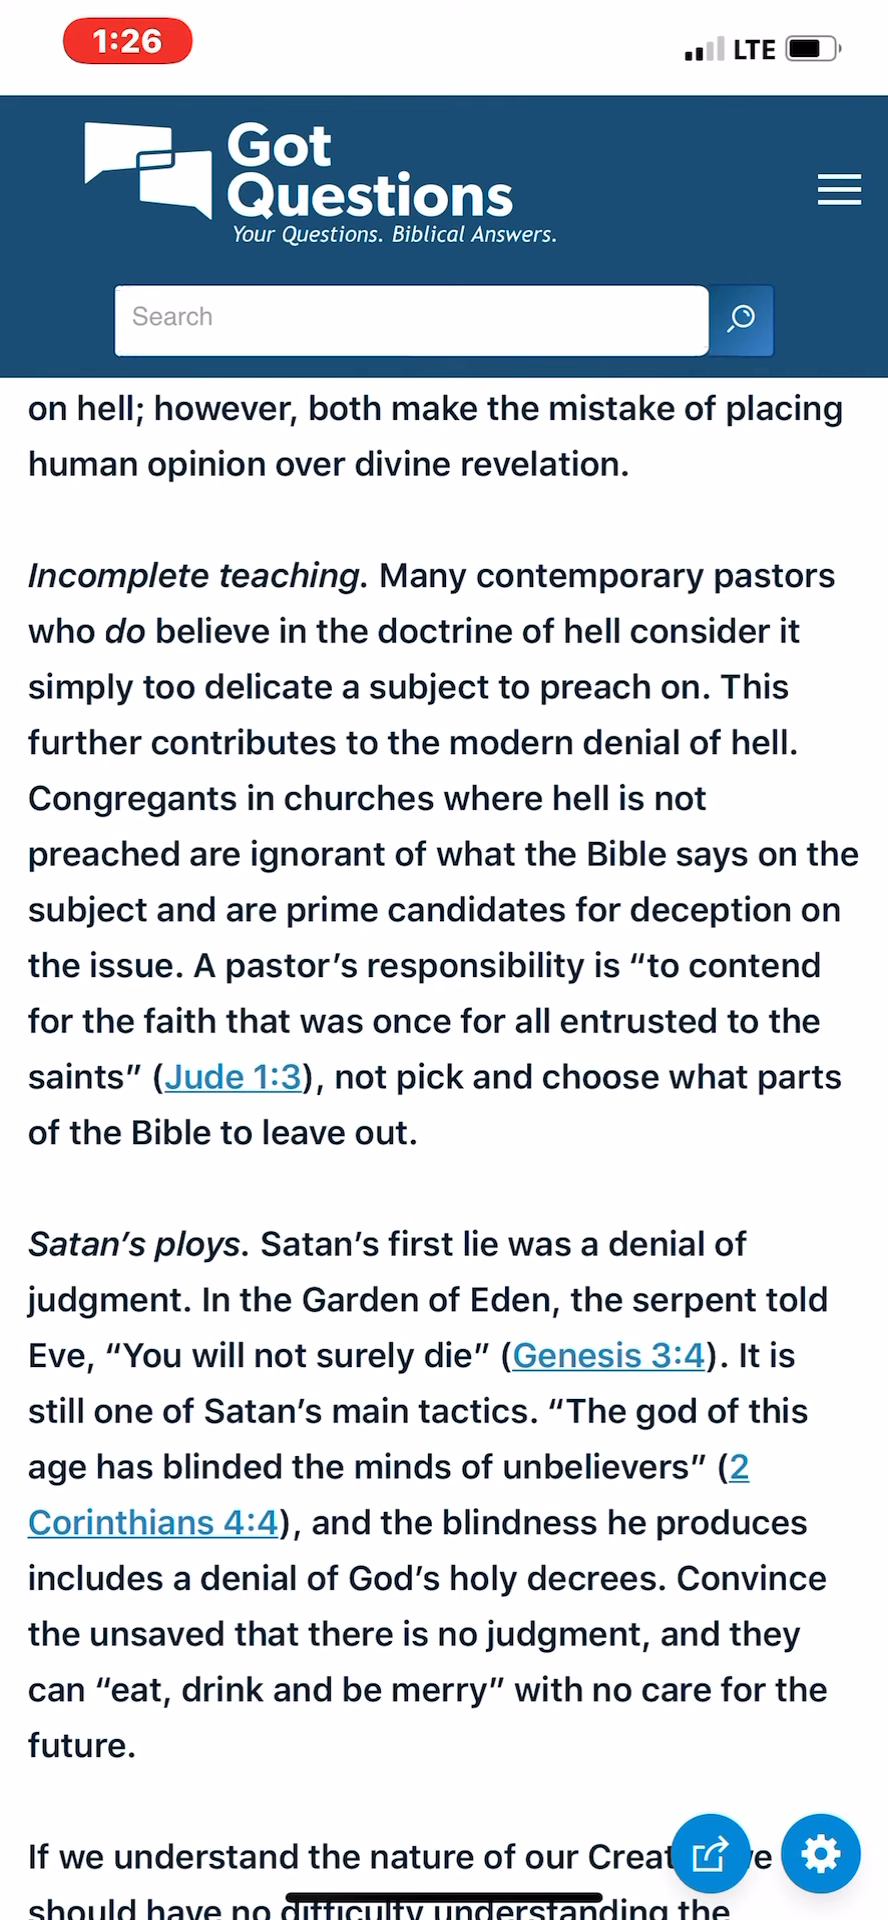 1:26
LTE
Got
Questions
Your Questions. Biblical Answers.
Search
on hell; however, both make the mistake of placing
human opinion over divine revelation.
Incomplete teaching. Many contemporary pastors
who do believe in the doctrine of hell consider it
simply too delicate a subject to preach on. This
further contributes to the modern denial of hell.
Congregants in churches where hell is not
preached are ignorant of what the Bible says on the
subject and are prime candidates for deception on
the issue. A pastor’s responsibility is “to contend
for the faith that was once for all entrusted to the
saints” (Jude 1:3), not pick and choose what parts
of the Bible to leave out.
Satan’s ploys. Satan’s first lie was a denial of
judgment. In the Garden of Eden, the serpent told
Eve, “You will not surely die” (Genesis 3:4). It is
still one of Satan’s main tactics. “The god of this
age has blinded the minds of unbelievers” (2
Corinthians 4:4), and the blindness he produces
includes a denial of God’s holy decrees. Convince
the unsaved that there is no judgment, and they
can “eat, drink and be merry” with no care for the
future.
If we understand the nature of our
should have no difficulty understanding the